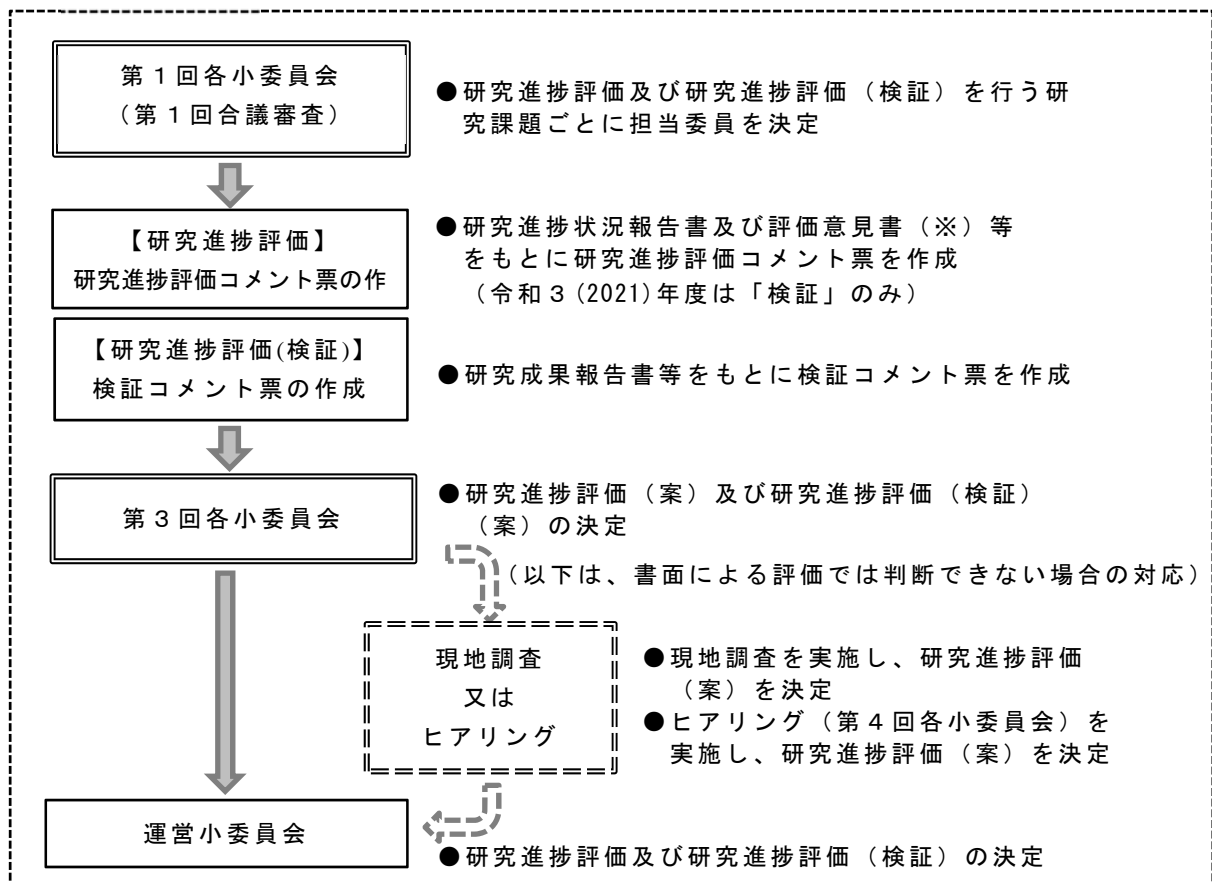 第1回各小委員会
(第1回合議審査)
●研究進捗評価及び研究進捗評価(検証)を行う研
究課題ごとに担当委員を決定
【研究進捗評価】
研究進捗評価コメント票の作
●研究進捗状況報告書及び評価意見書(※)等
をもとに研究進捗評価コメント票を作成
(令和3(2021)年度は「検証」のみ)
【研究進捗評価(検証)】
検証コメント票の作成
●研究成果報告書等をもとに検証コメント票を作成
第3回各小委員会
●研究進捗評価(案)及び研究進捗評価(検証)
(案)の決定
(以下は、書面による評価では判断できない場合の対応)
現地調査
又は
ヒアリング
●現地調査を実施し、研究進捗評価
(案)を決定
●ヒアリング(第4回各小委員会)を
実施し、研究進捗評価(案)を決定
運営小委員会
●研究進捗評価及び研究進捗評価(検証)の決定